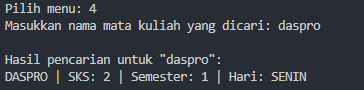 Pilih menu: 4
Masukkan nama mata kuliah yang dicari: daspro
Hasil pencarian untuk "daspro":
DASPRO | SKS: 2 | Semester: 1 | Hari: SENIN